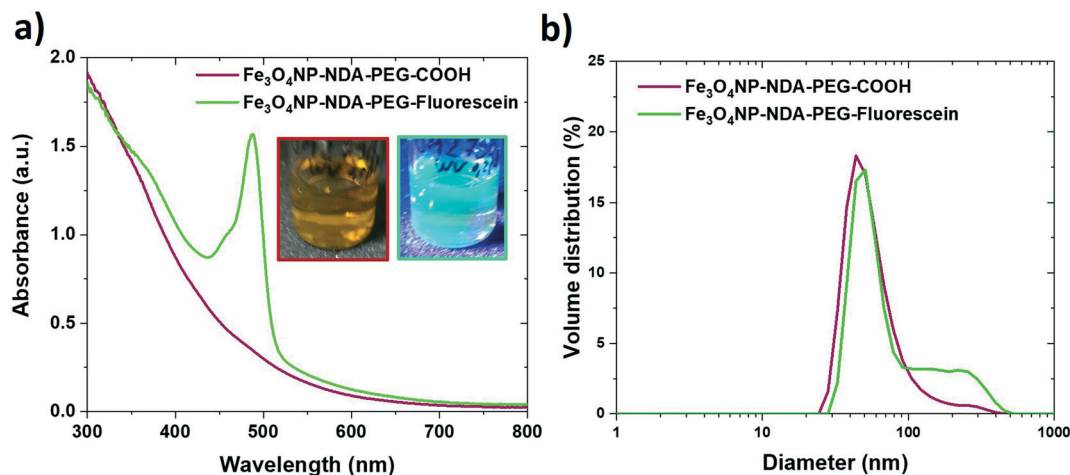 a)
Absorbance (a.u.)
2.0
1.5
1.0
0.5
0.0
Fe₃O₄NP-NDA-PEG-COOH
Fe₃O₄NP-NDA-PEG-Fluorescein
300
400
500
600
700
800
Wavelength (nm)
b)
Volume distribution (%)
25
20
15
10
5
0
Fe₃O₄NP-NDA-PEG-COOH
Fe₃O₄NP-NDA-PEG-Fluorescein
1
10
100
1000
Diameter (nm)